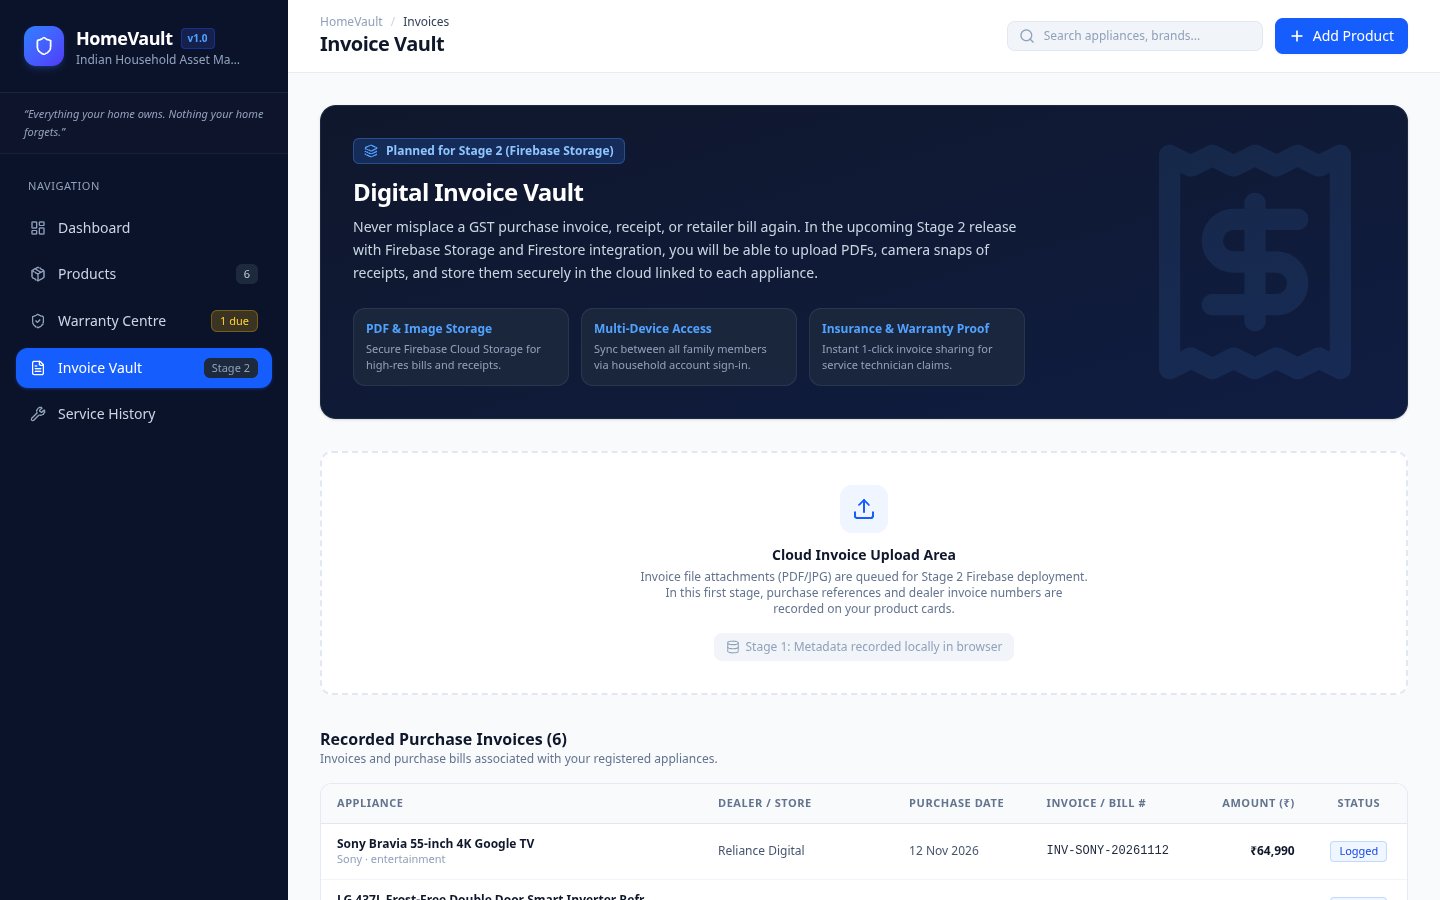 HomeVault v1.0
Indian Household Asset Ma...
“Everything your home owns. Nothing your home
forgets.”
NAVIGATION
Dashboard
Products 6
Warranty Centre 1 due
Invoice Vault Stage 2
Service History
HomeVault / Invoices
Invoice Vault
Search appliances, brands...
Add Product
Planned for Stage 2 (Firebase Storage)
Digital Invoice Vault
Never misplace a GST purchase invoice, receipt, or retailer bill again. In the upcoming Stage 2 release
with Firebase Storage and Firestore integration, you will be able to upload PDFs, camera snaps of
receipts, and store them securely in the cloud linked to each appliance.
PDF & Image Storage
Secure Firebase Cloud Storage for
high-res bills and receipts.
Multi-Device Access
Sync between all family members
via household account sign-in.
Insurance & Warranty Proof
Instant 1-click invoice sharing for
service technician claims.
Cloud Invoice Upload Area
Invoice file attachments (PDF/JPG) are queued for Stage 2 Firebase deployment.
In this first stage, purchase references and dealer invoice numbers are
recorded on your product cards.
Stage 1: Metadata recorded locally in browser
Recorded Purchase Invoices (6)
Invoices and purchase bills associated with your registered appliances.
APPLIANCE DEALER / STORE PURCHASE DATE INVOICE / BILL # AMOUNT (₹) STATUS
Sony Bravia 55-inch 4K Google TV
Sony · entertainment
Reliance Digital 12 Nov 2026 INV-SONY-20261112 ₹64,990 Logged
LG 437L Frost-Free Double Door Smart Inverter Refr